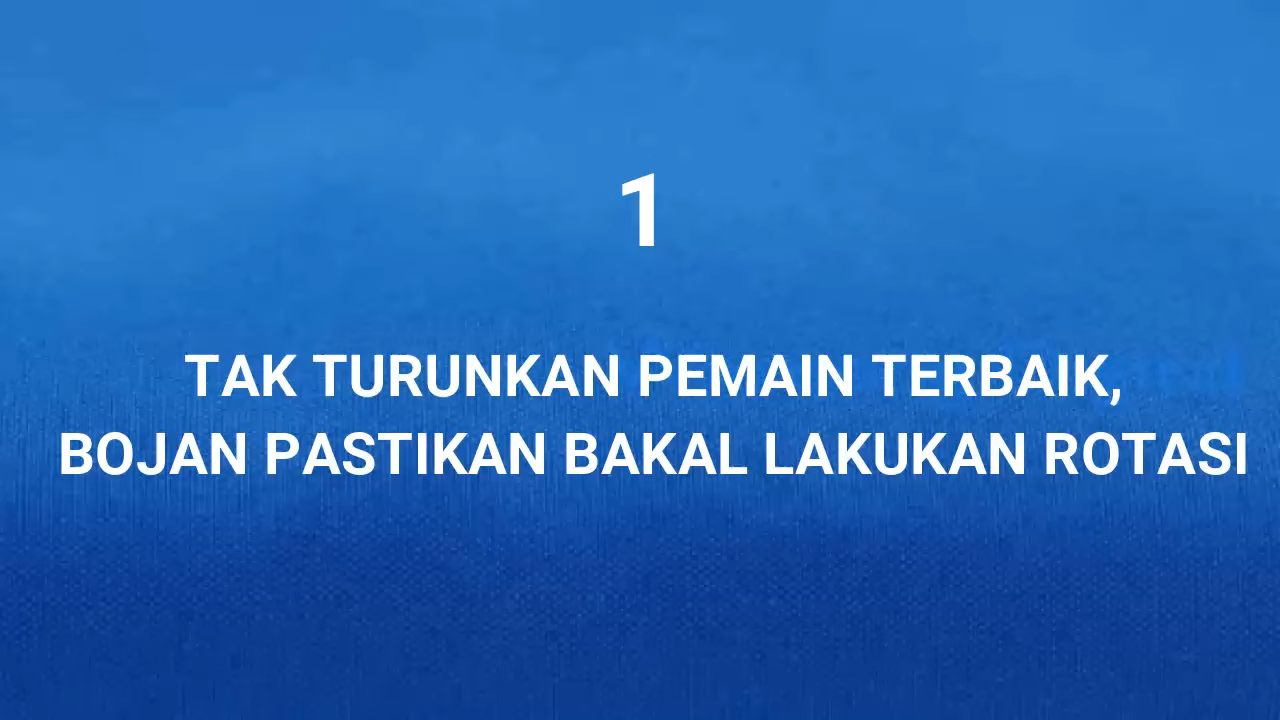 1
TAK TURUNKAN PEMAIN TERBAIK,
BOJAN PASTIKAN BAKAL LAKUKAN ROTASI